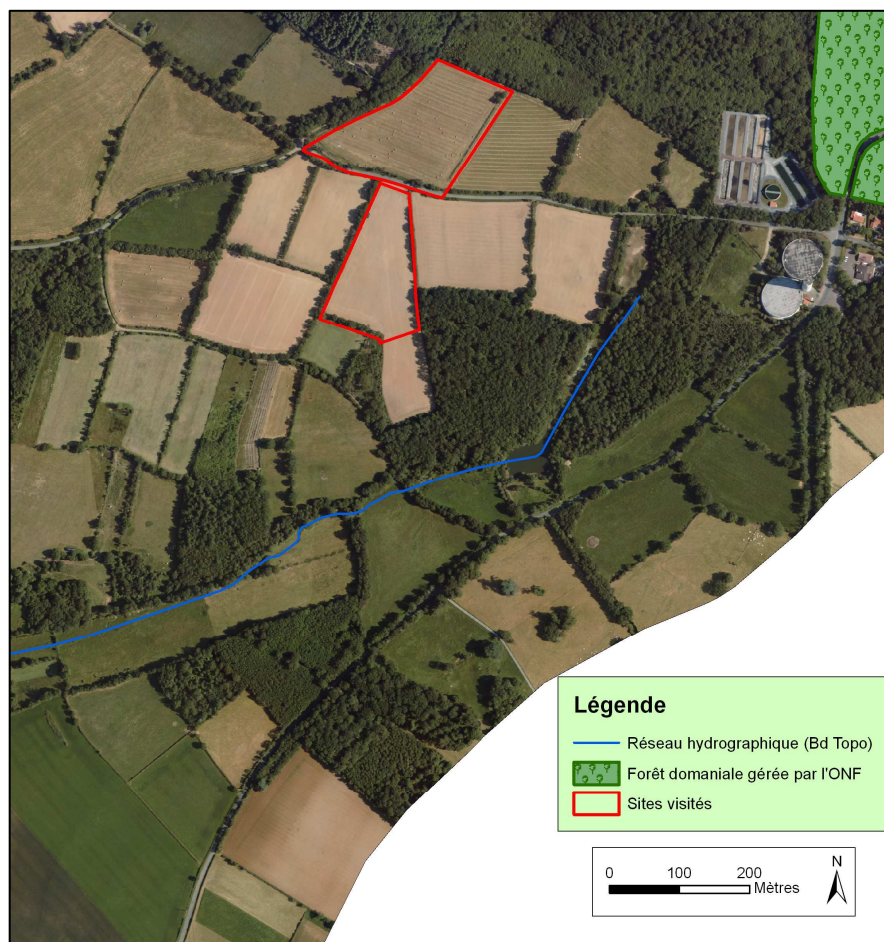 Légende
Réseau hydrographique (Bd Topo)
Forêt domaniale gérée par l'ONF
Sites visités
0 100 200
Mètres
N